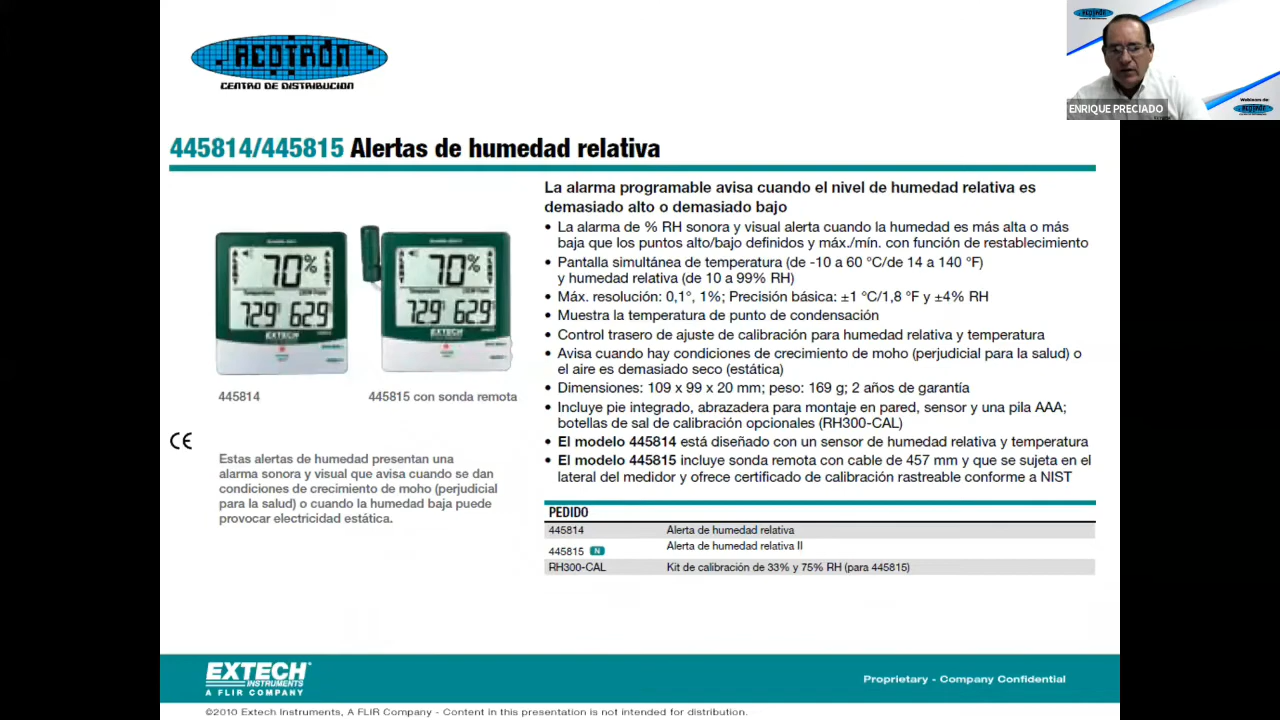 REDTRON
CENTRO DE DISTRIBUCION
ENRIQUE PRECIADO
Webinars de:
REDTRON
445814/445815 Alertas de humedad relativa
La alarma programable avisa cuando el nivel de humedad relativa es
demasiado alto o demasiado bajo
• La alarma de % RH sonora y visual alerta cuando la humedad es más alta o más
baja que los puntos alto/bajo definidos y máx./mín. con función de restablecimiento
• Pantalla simultánea de temperatura (de -10 a 60 °C/de 14 a 140 °F)
y humedad relativa (de 10 a 99% RH)
• Máx. resolución: 0,1°, 1%; Precisión básica: ±1 °C/1,8 °F y ±4% RH
• Muestra la temperatura de punto de condensación
• Control trasero de ajuste de calibración para humedad relativa y temperatura
• Avisa cuando hay condiciones de crecimiento de moho (perjudicial para la salud) o
el aire es demasiado seco (estática)
• Dimensiones: 109 x 99 x 20 mm; peso: 169 g; 2 años de garantía
• Incluye pie integrado, abrazadera para montaje en pared, sensor y una pila AAA;
botellas de sal de calibración opcionales (RH300-CAL)
• El modelo 445814 está diseñado con un sensor de humedad relativa y temperatura
• El modelo 445815 incluye sonda remota con cable de 457 mm y que se sujeta en el
lateral del medidor y ofrece certificado de calibración rastreable conforme a NIST
70%
729 629
EXTECH
70%
729 629
EXTECH
445814
445815 con sonda remota
CE
Estas alertas de humedad presentan una
alarma sonora y visual que avisa cuando se dan
condiciones de crecimiento de moho (perjudicial
para la salud) o cuando la humedad baja puede
provocar electricidad estática.
PEDIDO
445814 Alerta de humedad relativa
445815 N Alerta de humedad relativa II
RH300-CAL Kit de calibración de 33% y 75% RH (para 445815)
EXTECH
INSTRUMENTS
A FLIR COMPANY
Proprietary - Company Confidential
©2010 Extech Instruments, A FLIR Company - Content in this presentation is not intended for distribution.